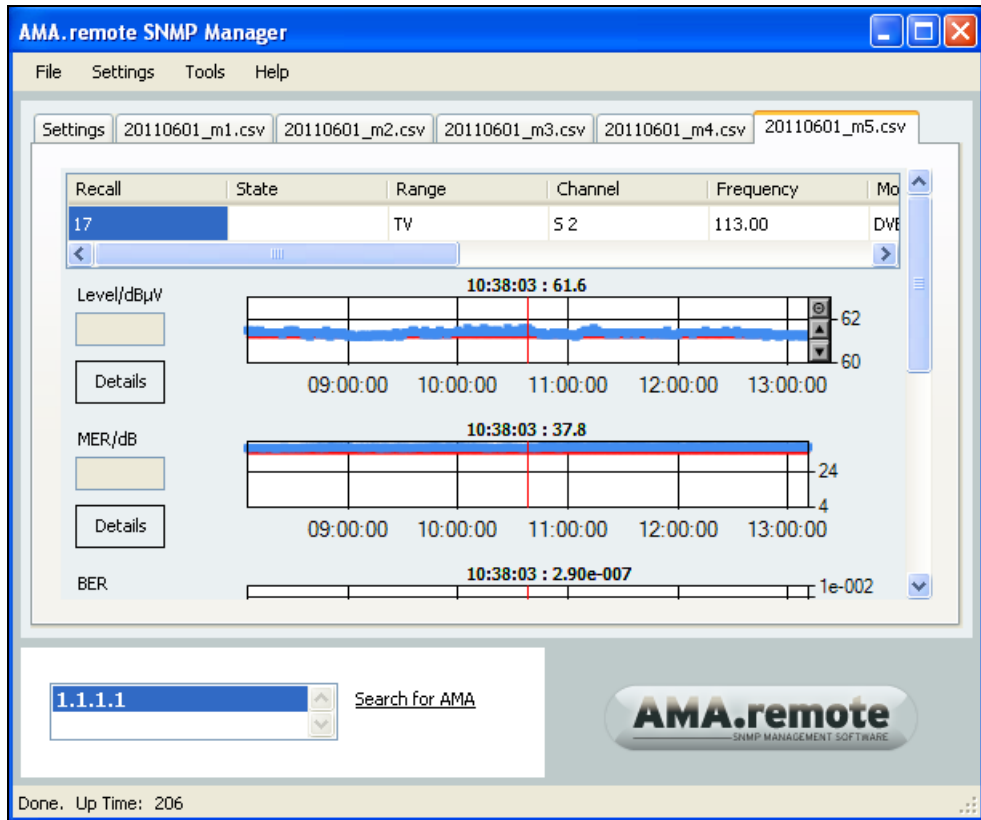 AMA.remote SNMP Manager
File Settings Tools Help
Settings 20110601_m1.csv 20110601_m2.csv 20110601_m3.csv 20110601_m4.csv 20110601_m5.csv
Recall State Range Channel Frequency Mo
17 TV S 2 113.00 DVB
10:38:03 : 61.6
Level/dBµV
62
60
Details
09:00:00 10:00:00 11:00:00 12:00:00 13:00:00
10:38:03 : 37.8
MER/dB
24
4
Details
09:00:00 10:00:00 11:00:00 12:00:00 13:00:00
10:38:03 : 2.90e-007
BER
1e-002
1.1.1.1
Search for AMA
AMA.remote
SNMP MANAGEMENT SOFTWARE
Done. Up Time: 206